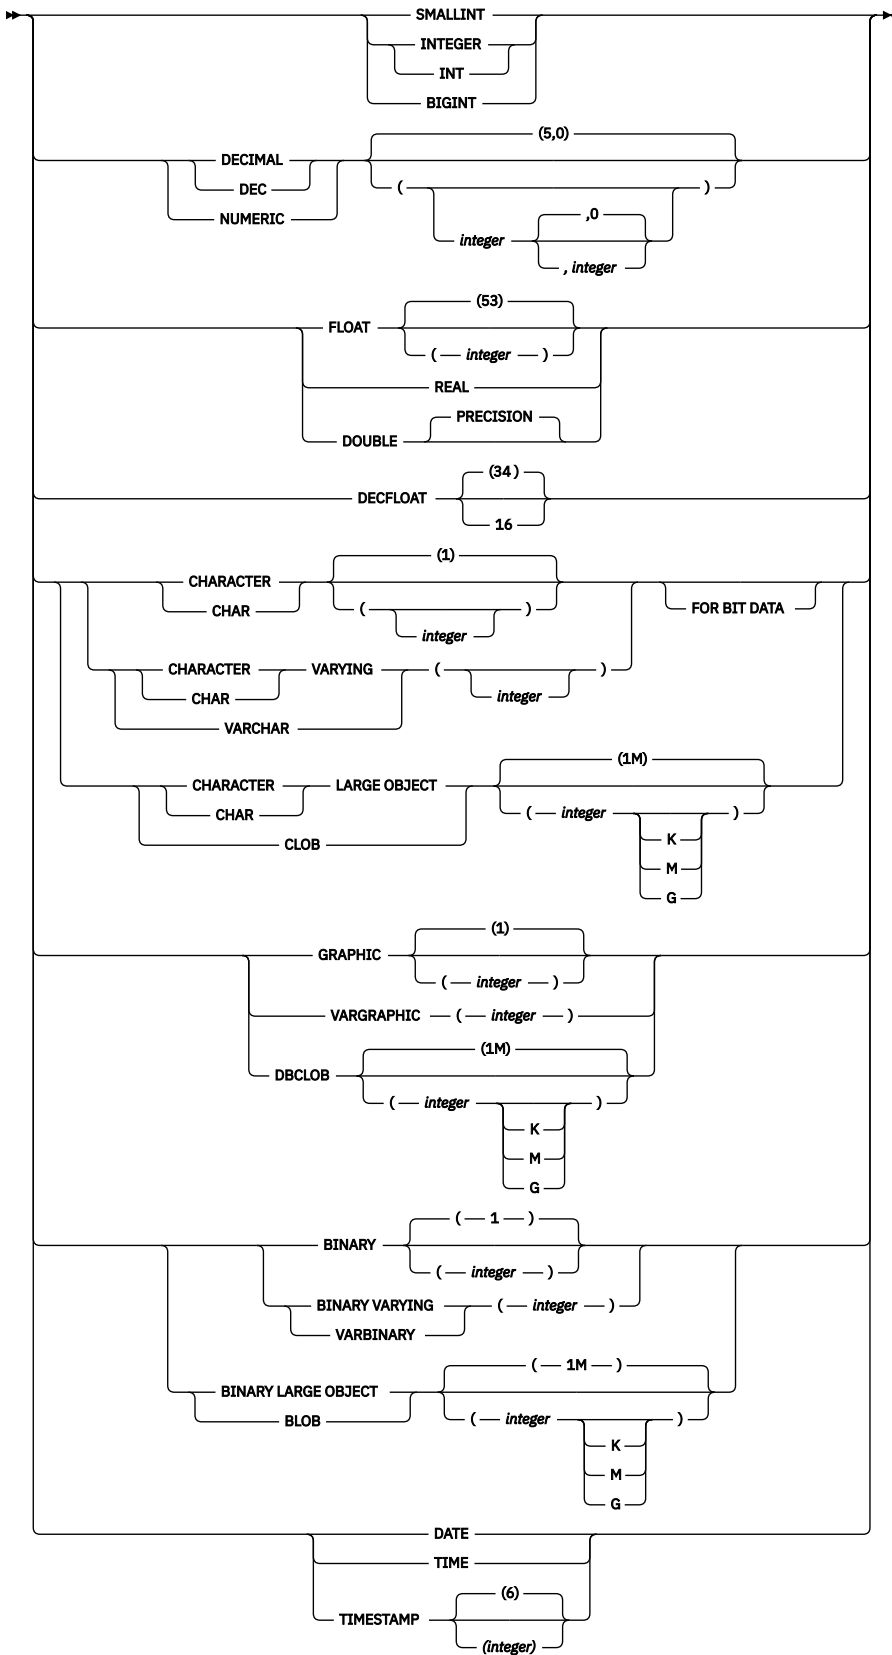 SMALLINT
INTEGER
INT
BIGINT
(5,0)
DECIMAL ( )
DEC
NUMERIC
,0
integer
, integer
(53)
FLOAT
( integer )
REAL
PRECISION
DOUBLE
(34 )
DECFLOAT
16
(1)
CHARACTER
CHAR ( )
FOR BIT DATA
integer
CHARACTER VARYING ( )
CHAR
integer
VARCHAR
(1M)
CHARACTER LARGE OBJECT
CHAR
( integer )
K
CLOB
M
G
(1)
GRAPHIC
( integer )
VARGRAPHIC ( integer )
(1M)
DBCLOB
( integer )
K
M
G
( 1 )
BINARY
( integer )
BINARY VARYING ( integer )
VARBINARY
( 1M )
BINARY LARGE OBJECT
BLOB
( integer )
K
M
G
DATE
TIME
(6)
TIMESTAMP
(integer)